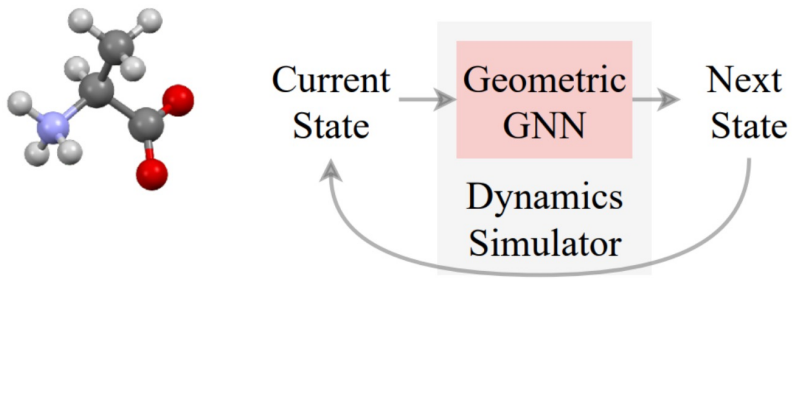 Current
State
Geometric
GNN
Dynamics
Simulator
Next
State